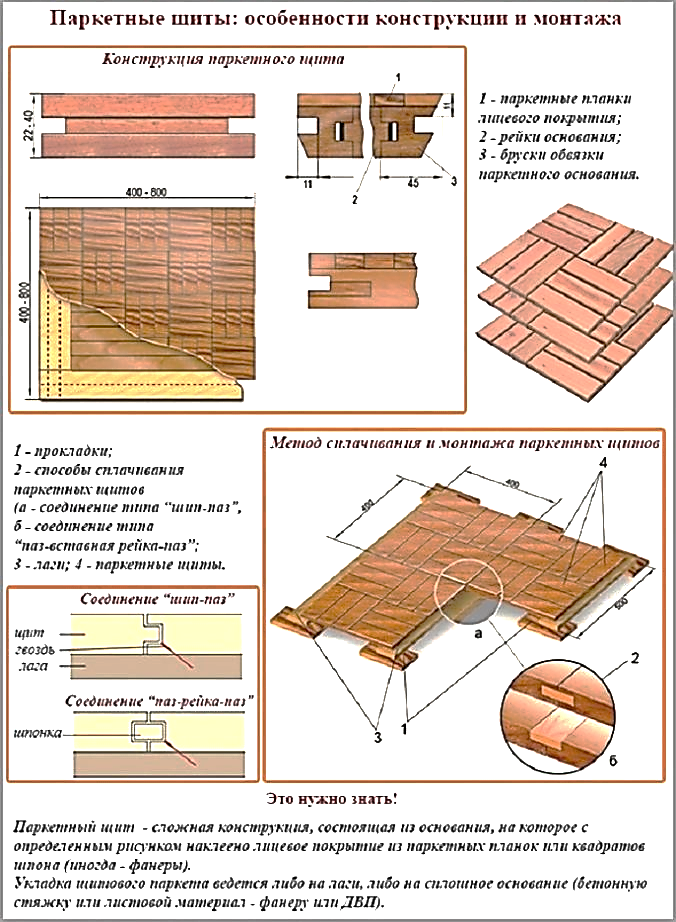 Паркетные щиты: особенности конструкции и монтажа
Конструкция паркетного щита
22-40
1
11
11
45
2
3
1 - паркетные планки
лицевого покрытия;
2 - рейки основания;
3 - бруски обвязки
паркетного основания.
400 - 800
400 - 800
1 - прокладки;
2 - способы сплачивания
паркетных щитов
(а - соединение типа “шип-паз”,
б - соединение типа
“паз-вставная рейка-паз”;
3 - лаги; 4 - паркетные щиты.
Метод сплачивания и монтажа паркетных щитов
4
400
400
а
2
3
1
б
Соединение “шип-паз”
щит
гвоздь
лага
Соединение “паз-рейка-паз”
шпонка
Это нужно знать!
Паркетный щит - сложная конструкция, состоящая из основания, на которое с
определенным рисунком наклеено лицевое покрытие из паркетных планок или квадратов
шпона (иногда - фанеры).
Укладка щитового паркета ведется либо на лаги, либо на сплошное основание (бетонную
стяжку или листовой материал - фанеру или ДВП).